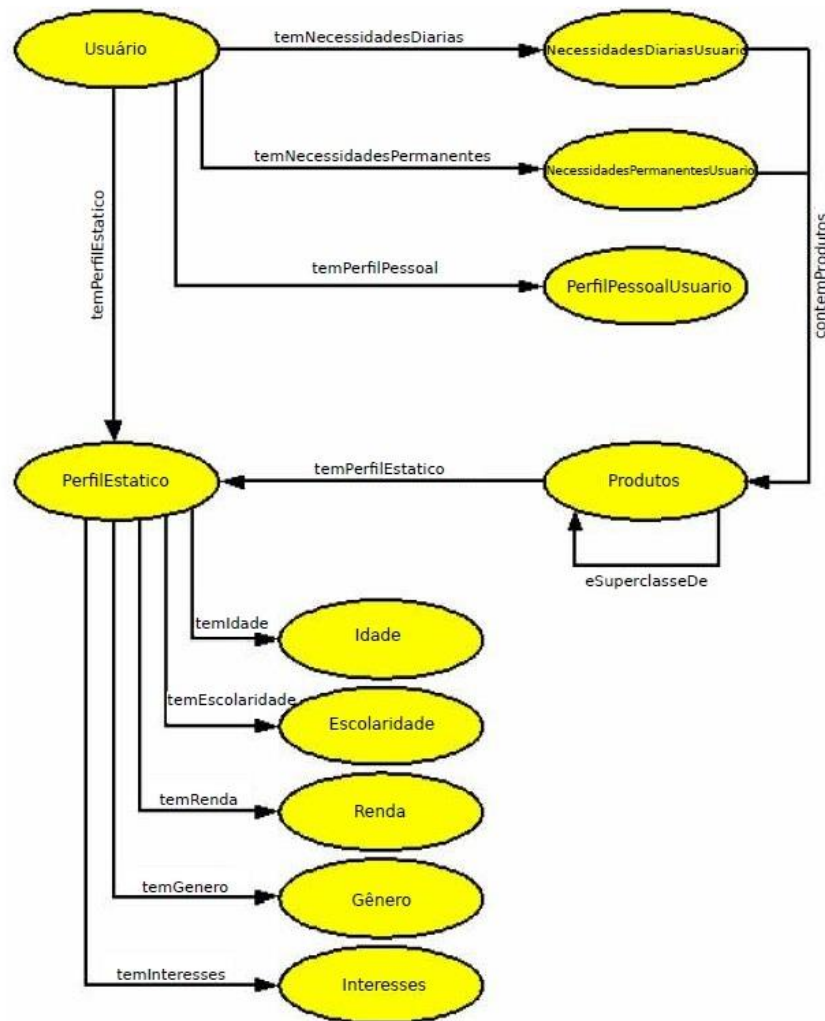 Usuário
temNecessidadesDiarias
NecessidadesDiariasUsuario
temNecessidadesPermanentes
NecessidadesPermanentesUsuario
temPerfilPessoal
PerfilPessoalUsuario
temPerfilEstatico
contemProdutos
PerfilEstatico
temPerfilEstatico
Produtos
eSuperclasseDe
temIdade
Idade
temEscolaridade
Escolaridade
temRenda
Renda
temGenero
Gênero
temInteresses
Interesses